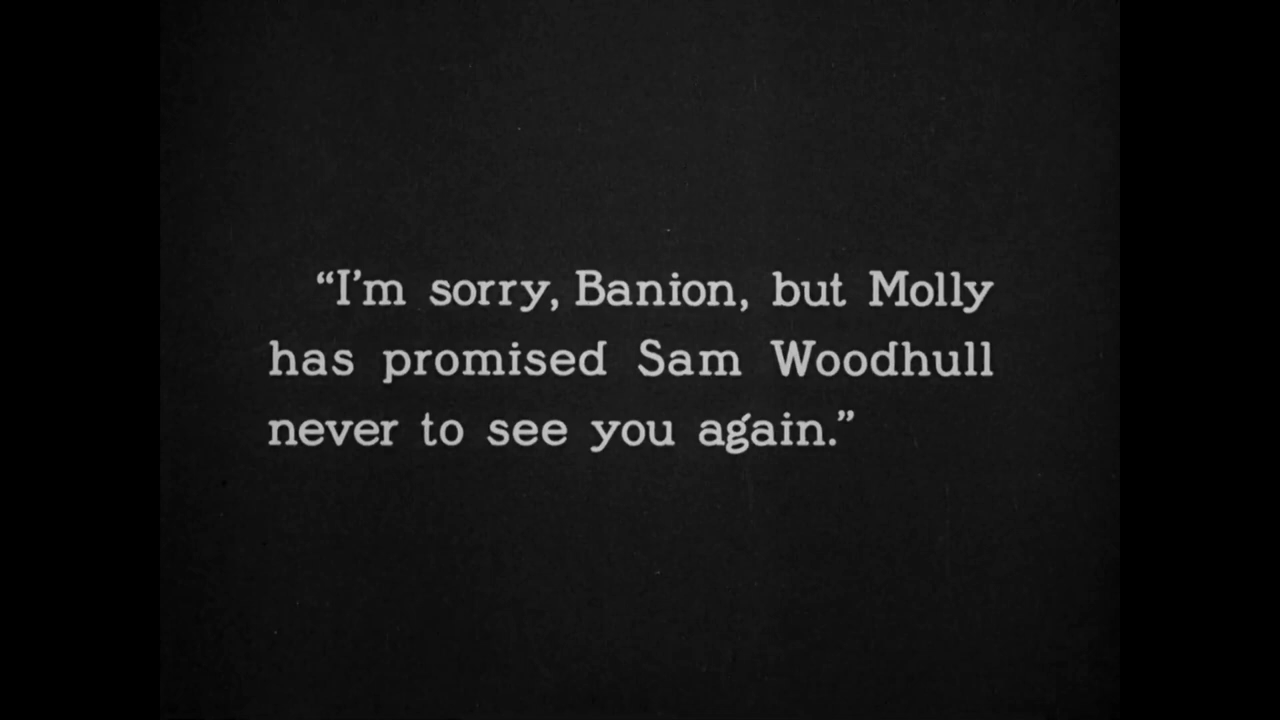 “I’m sorry, Banion, but Molly
has promised Sam Woodhull
never to see you again.”